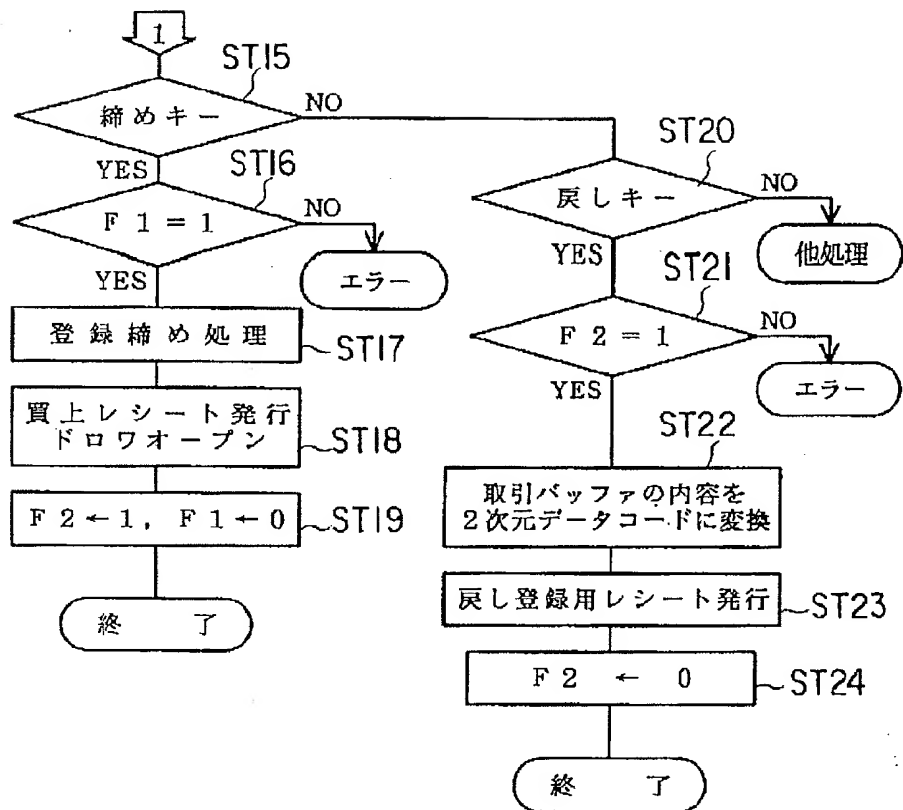 1
ST15
締めキー
NO
YES
ST16
F1=1
NO
エラー
YES
登録締め処理
ST17
買上レシート発行
ドロワオープン
ST18
F2←1, F1←0
ST19
終 了
ST20
戻しキー
NO
他処理
YES
ST21
F2=1
NO
エラー
YES
ST22
取引バッファの内容を
2次元データコードに変換
戻し登録用レシート発行
ST23
F2 ← 0
ST24
終 了